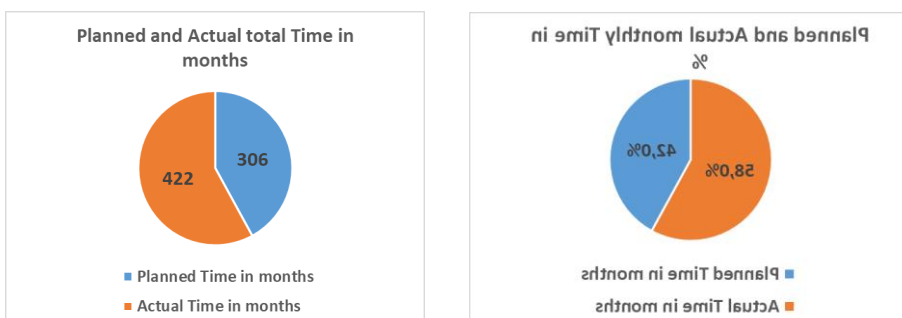 Planned and Actual total Time in
months
306
422
Planned Time in months
Actual Time in months
Planned and Actual monthly Time in
%
42,0%
58,0%
Planned Time in months
Actual Time in months